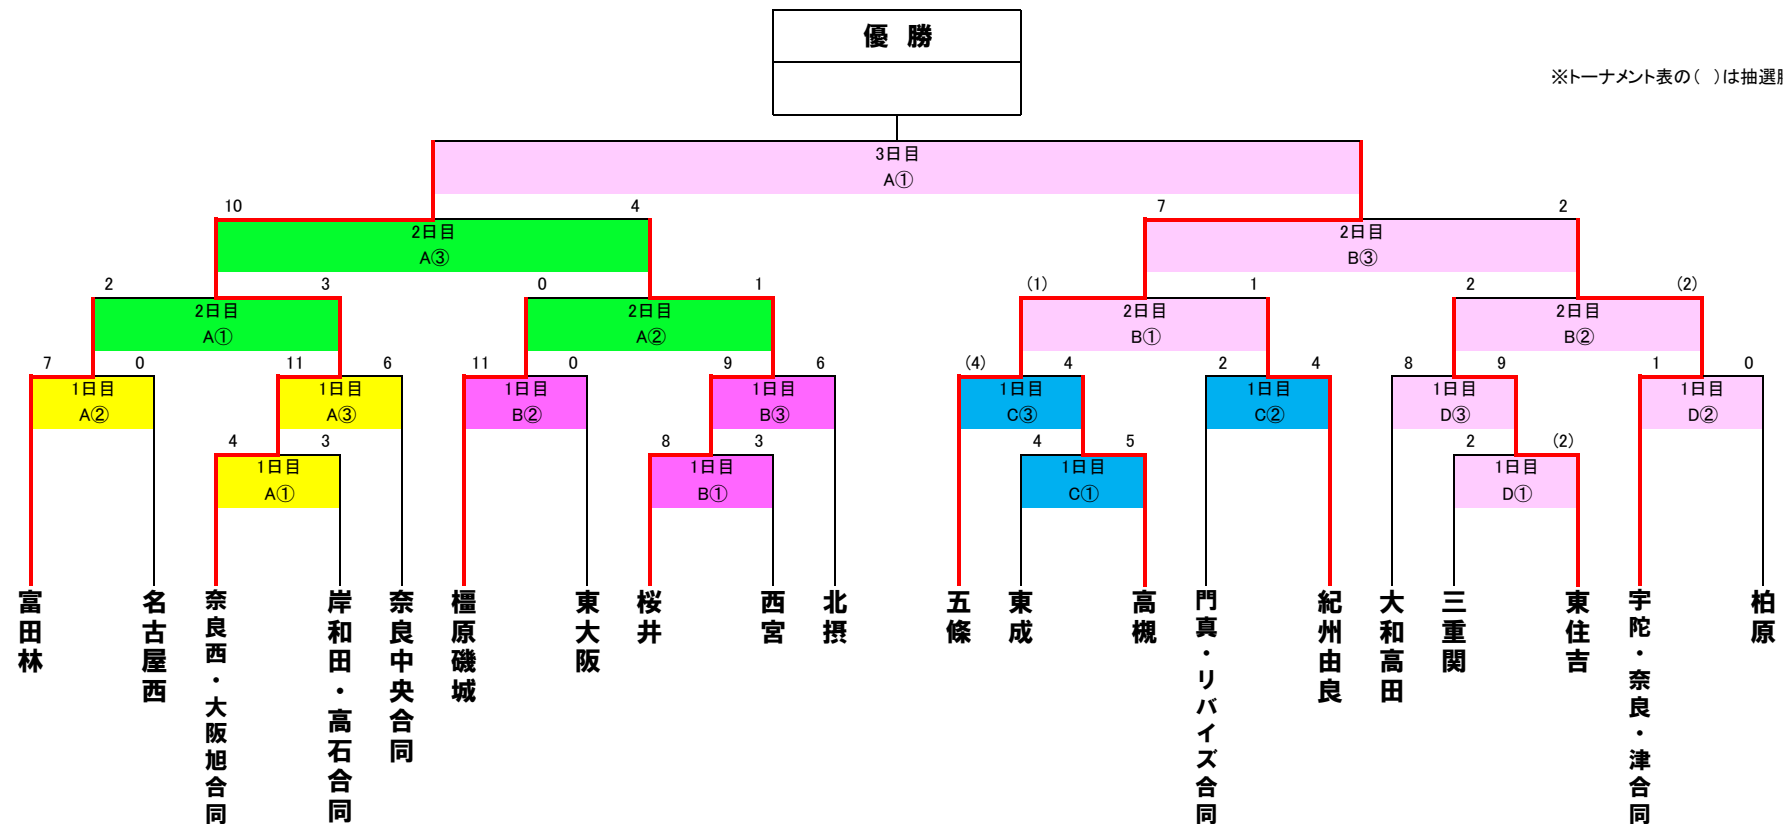 優 勝
※トーナメント表の( )は抽選
3日目
A①
10 4 7 2
2日目 2日目
A③ B③
2 3 0 1 (1) 1 2 (2)
2日目 2日目 2日目 2日目
A① A② B① B②
7 0 11 6 11 0 9 6 (4) 4 2 4 8 9 1 0
1日目 1日目 1日目 1日目 1日目 1日目 1日目 1日目
A② A③ B② B③ C③ C② D③ D②
4 3 8 3 4 5 2 (2)
1日目 1日目 1日目 1日目
A① B① C① D①
富田林
名古屋西
奈良西・大阪旭合同
岸和田・高石合同
奈良中央合同
橿原磯城
東大阪
桜井
西宮
北摂
五條
東成
高槻
門真・リバイズ合同
紀州由良
大和高田
三重関
東住吉
宇陀・奈良・津合同
柏原